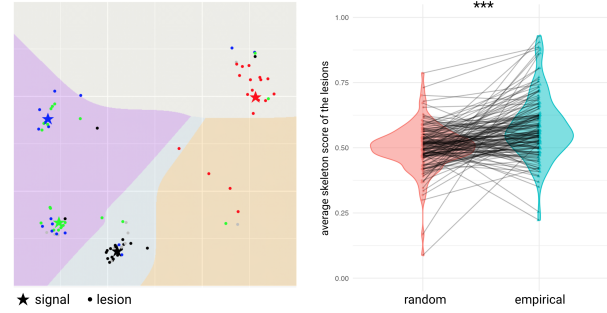 ★ signal ● lesion
***
average skeleton score of the lesions
1.00
0.75
0.50
0.25
0.00
random empirical